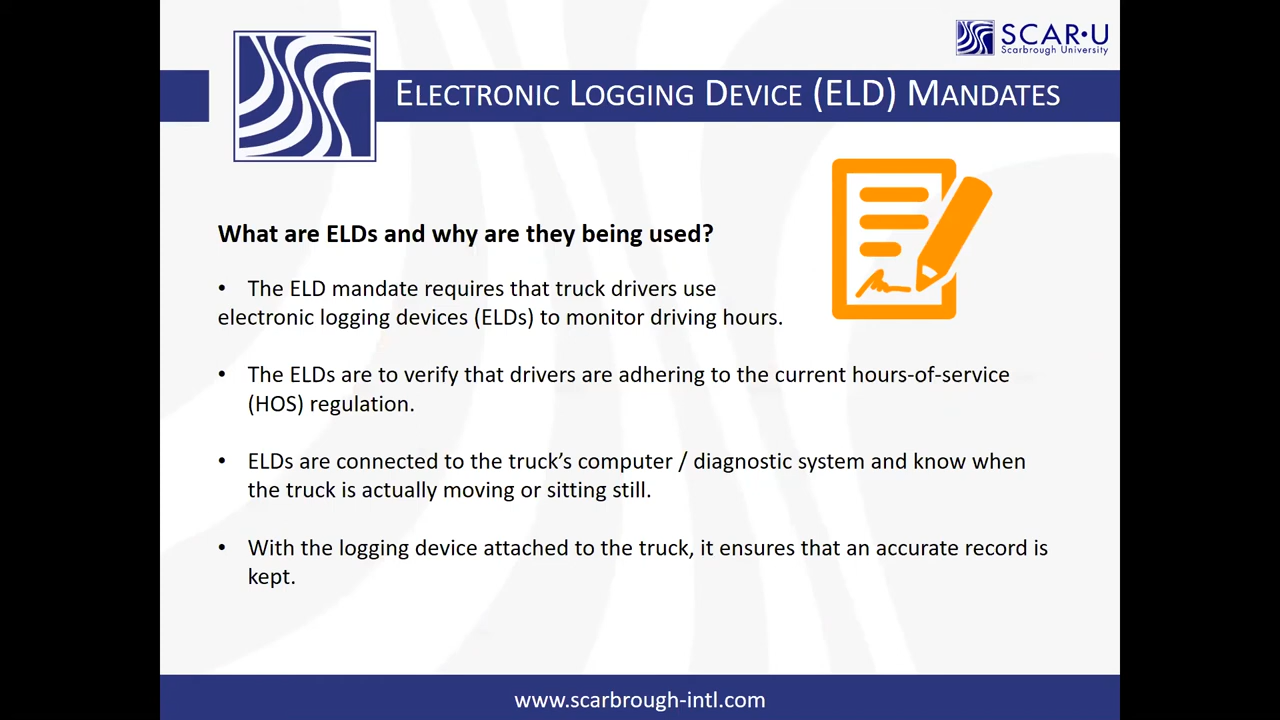 SCAR•U
Scarbrough University
ELECTRONIC LOGGING DEVICE (ELD) MANDATES
What are ELDs and why are they being used?
• The ELD mandate requires that truck drivers use
electronic logging devices (ELDs) to monitor driving hours.
• The ELDs are to verify that drivers are adhering to the current hours-of-service
(HOS) regulation.
• ELDs are connected to the truck’s computer / diagnostic system and know when
the truck is actually moving or sitting still.
• With the logging device attached to the truck, it ensures that an accurate record is
kept.
www.scarbrough-intl.com